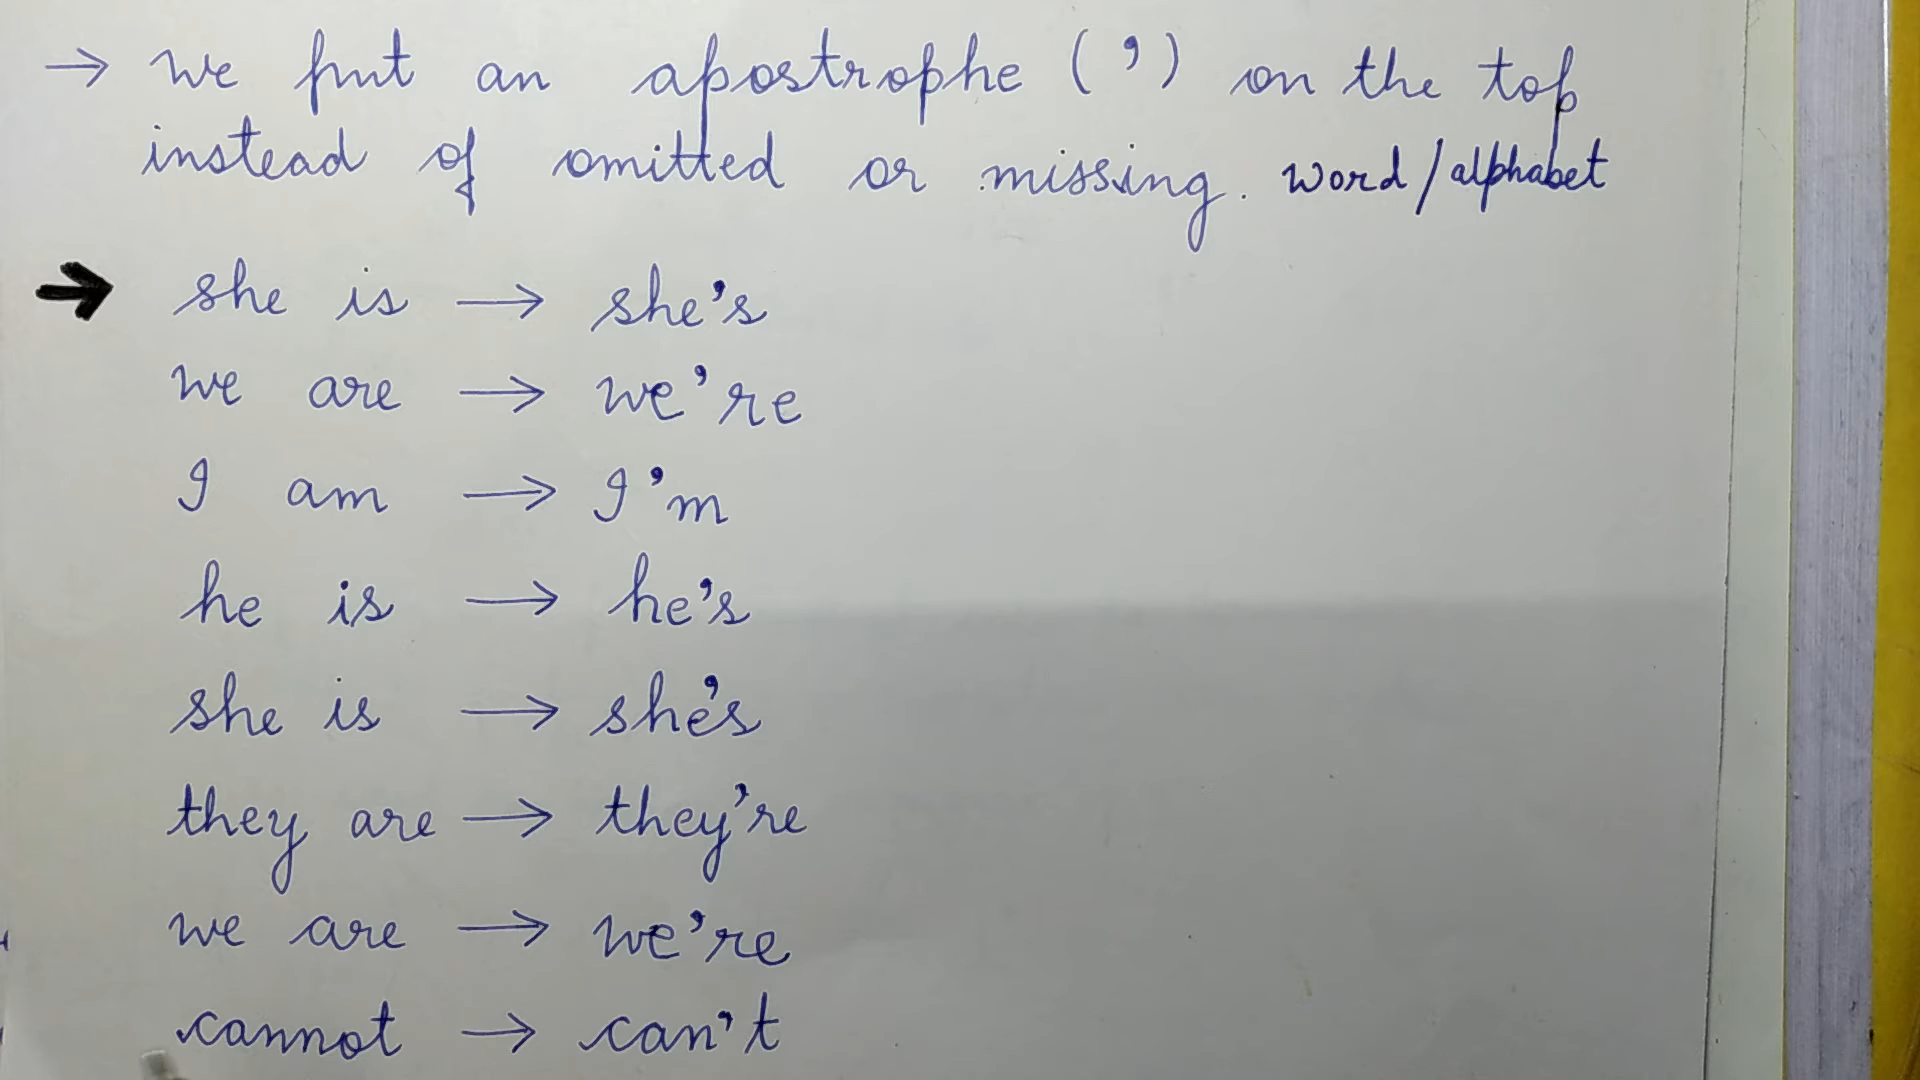 → We put an apostrophe (’) on the top
instead of omitted or missing. word/alphabet
→ she is → she's
we are → we're
I am → I'm
he is → he's
she is → she's
they are → they're
we are → we're
cannot → can't